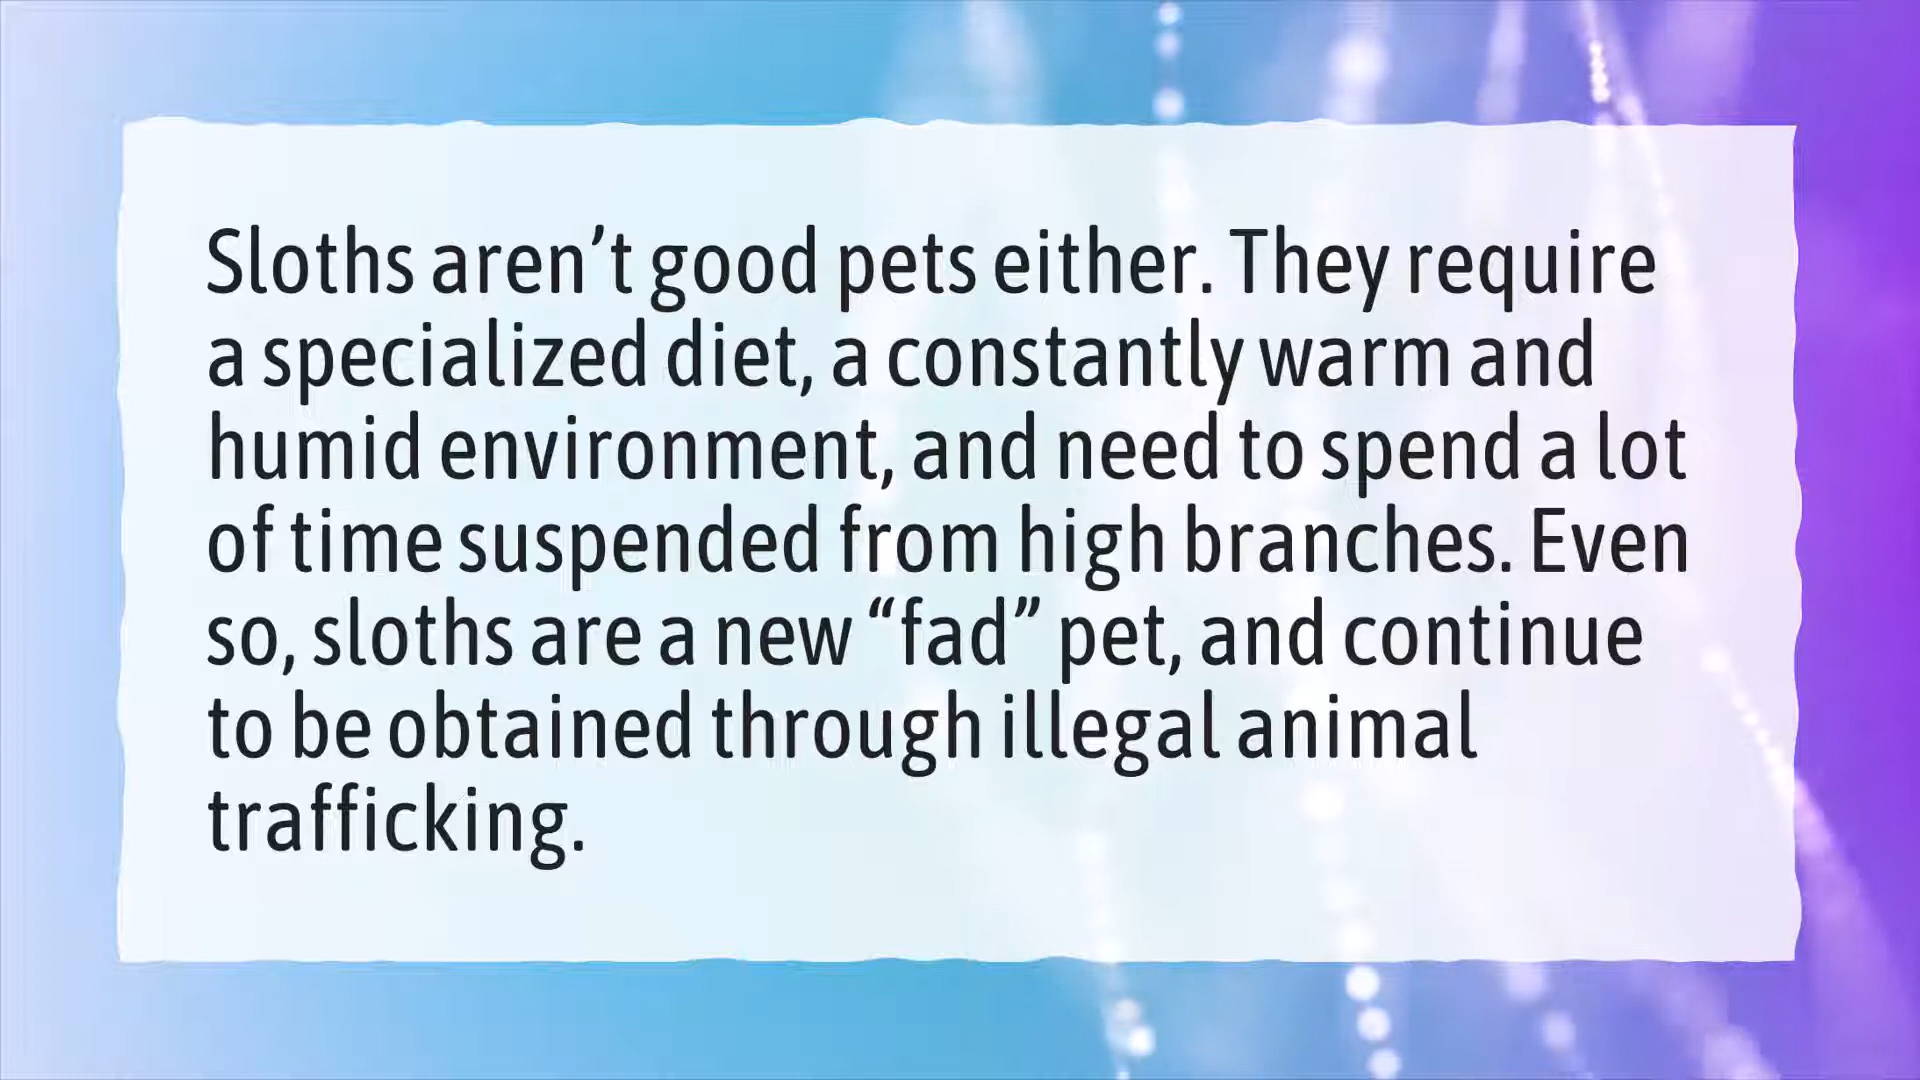 Sloths aren’t good pets either. They require
a specialized diet, a constantly warm and
humid environment, and need to spend a lot
of time suspended from high branches. Even
so, sloths are a new “fad” pet, and continue
to be obtained through illegal animal
trafficking.